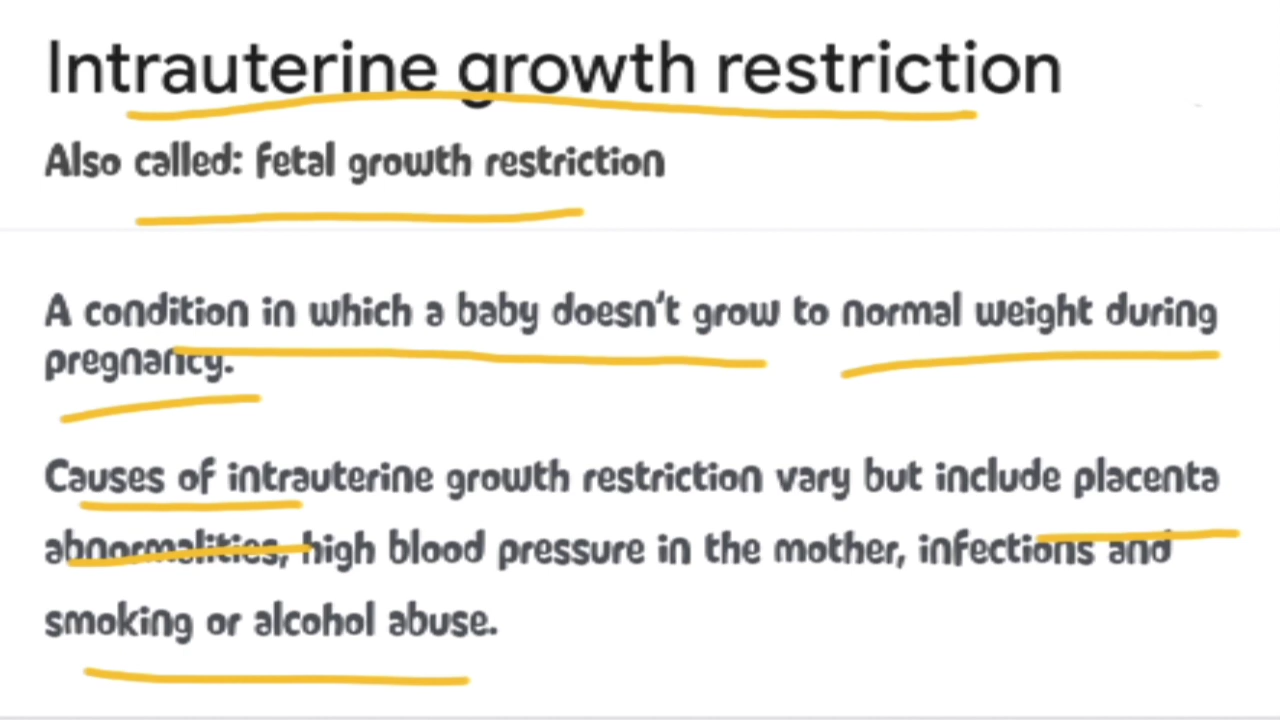 Intrauterine growth restriction
Also called: fetal growth restriction
A condition in which a baby doesn't grow to normal weight during
pregnancy.
Causes of intrauterine growth restriction vary but include placenta
abnormalities, high blood pressure in the mother, infections and
smoking or alcohol abuse.